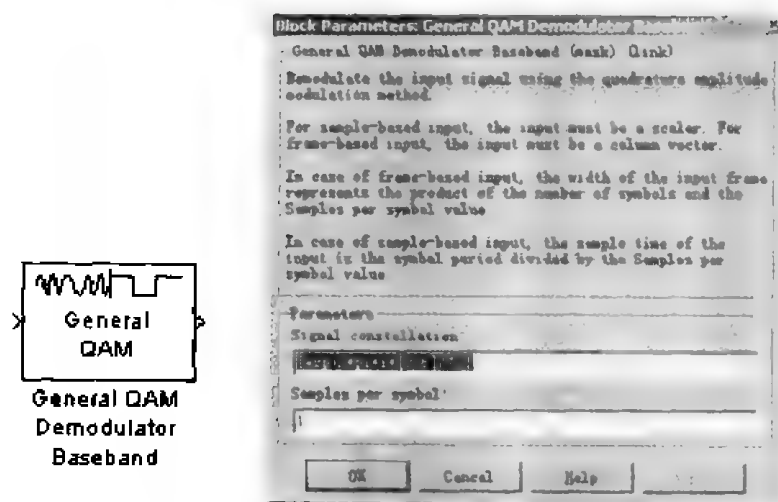 Block Parameters: General QAM Demodulator
General QAM Demodulator Baseband (mask) (link)
Demodulate the input signal using the quadrature amplitude
modulation method.
For sample-based input, the input must be a scalar. For
frame-based input, the input must be a column vector.
In case of frame-based input, the width of the input frame
represents the product of the number of symbols and the
Samples per symbol value
In case of sample-based input, the sample time of the
input is the symbol period divided by the Samples per
symbol value
Parameters
Signal constellation
Samples per symbol
1
OK Cancel Help
General
QAM
General QAM
Demodulator
Baseband